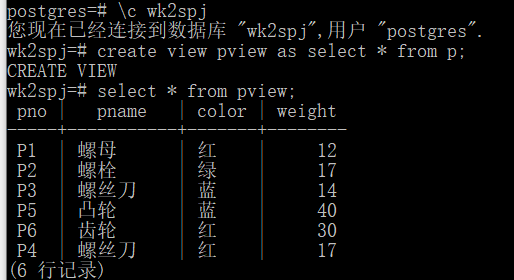 postgres=# \c wk2spj
您现在已经连接到数据库 "wk2spj",用户 "postgres".
wk2spj=# create view pview as select * from p;
CREATE VIEW
wk2spj=# select * from pview;
 pno | pname | color | weight
-----+-----------+-------+--------
 P1 | 螺母 | 红 | 12
 P2 | 螺栓 | 绿 | 17
 P3 | 螺丝刀 | 蓝 | 14
 P5 | 凸轮 | 蓝 | 40
 P6 | 齿轮 | 红 | 30
 P4 | 螺丝刀 | 红 | 17
(6 行记录)